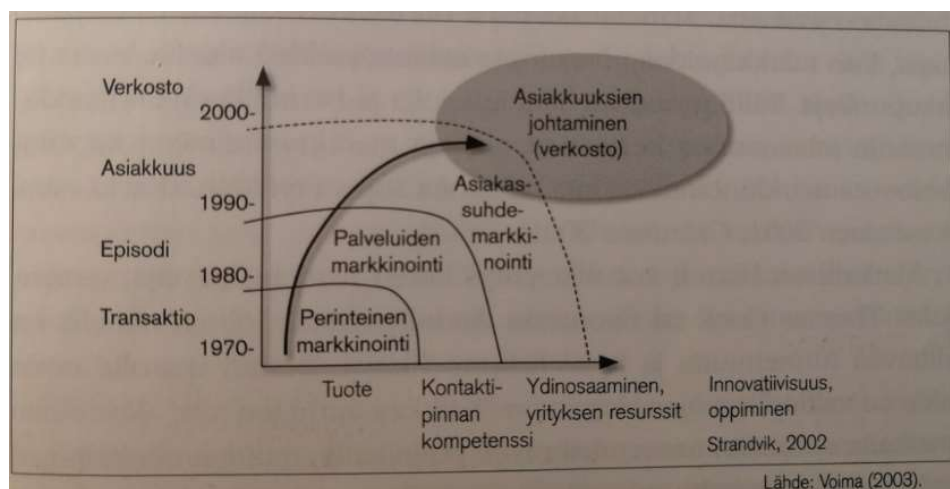 Verkosto
2000-
Asiakkuuksien
johtaminen
(verkosto)
Asiakkuus
1990-
Asiakas-
suhde-
markki-
nointi
Episodi
Palveluiden
markkinointi
1980-
Transaktio
Perinteinen
markkinointi
1970-
Tuote
Kontakti-
pinnan
kompetenssi
Ydinosaaminen,
yrityksen resurssit
Innovatiivisuus,
oppiminen
Strandvik, 2002
Lähde: Voima (2003).